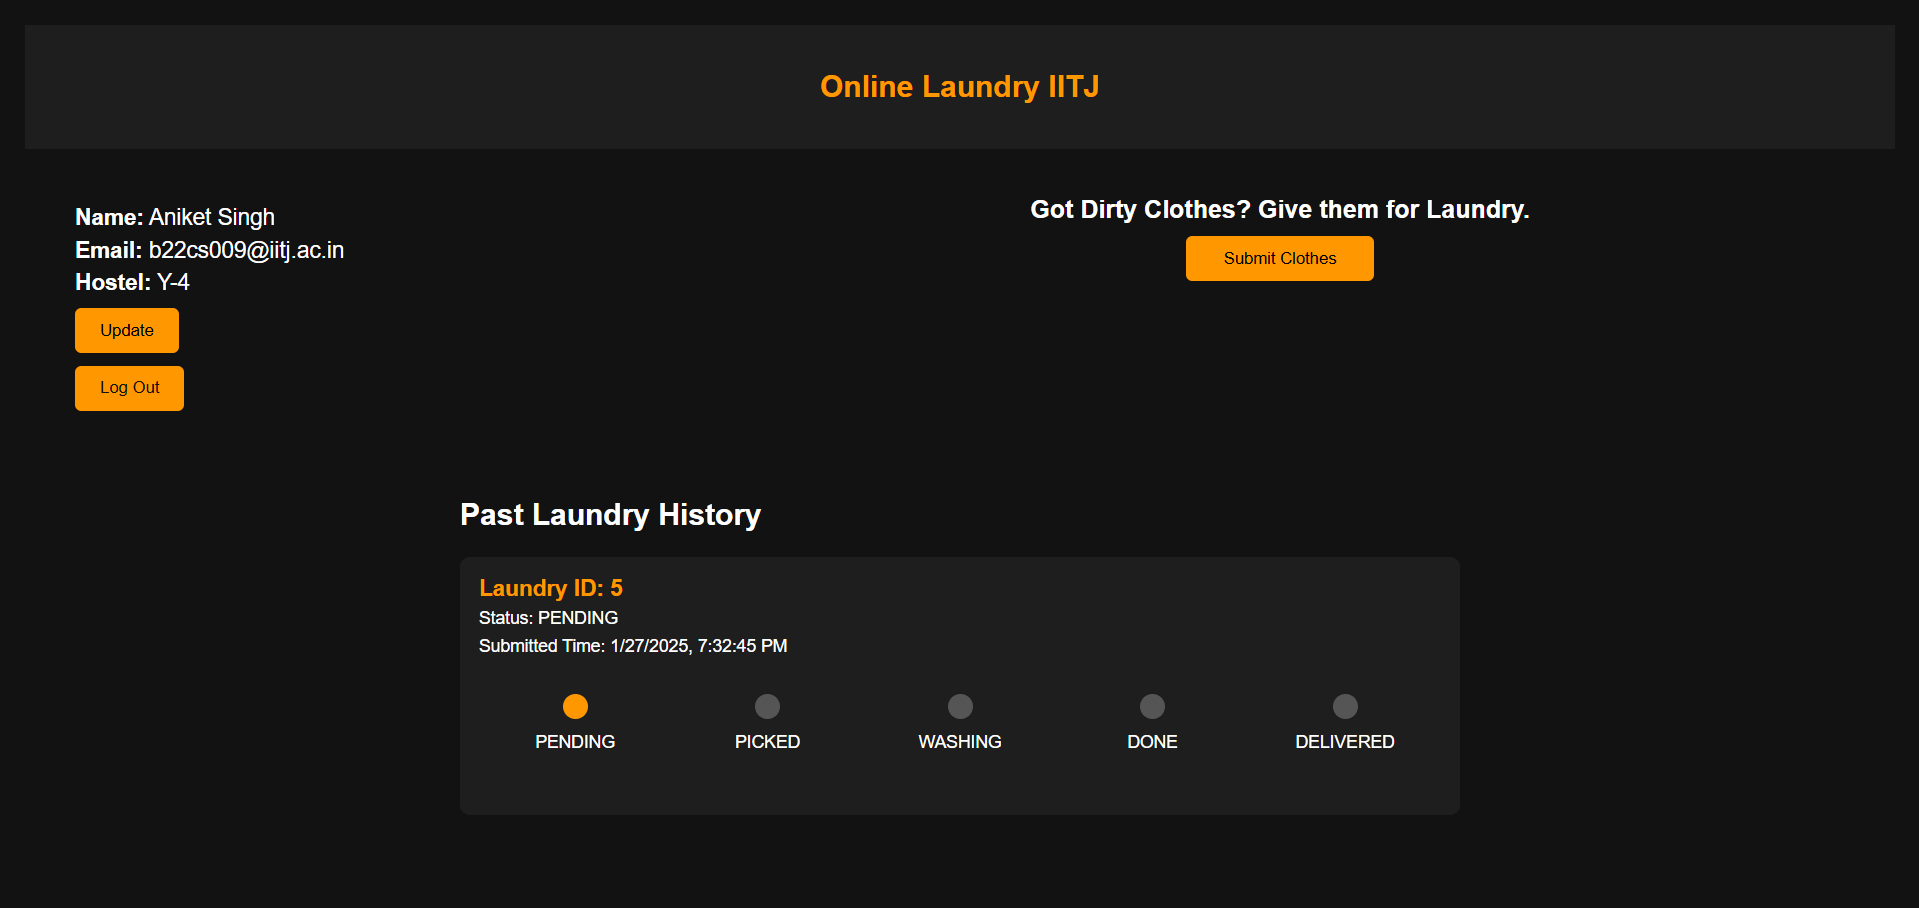 Online Laundry IITJ
Name: Aniket Singh
Email: b22cs009@iitj.ac.in
Hostel: Y-4
Update
Log Out
Got Dirty Clothes? Give them for Laundry.
Submit Clothes
Past Laundry History
Laundry ID: 5
Status: PENDING
Submitted Time: 1/27/2025, 7:32:45 PM
PENDING PICKED WASHING DONE DELIVERED